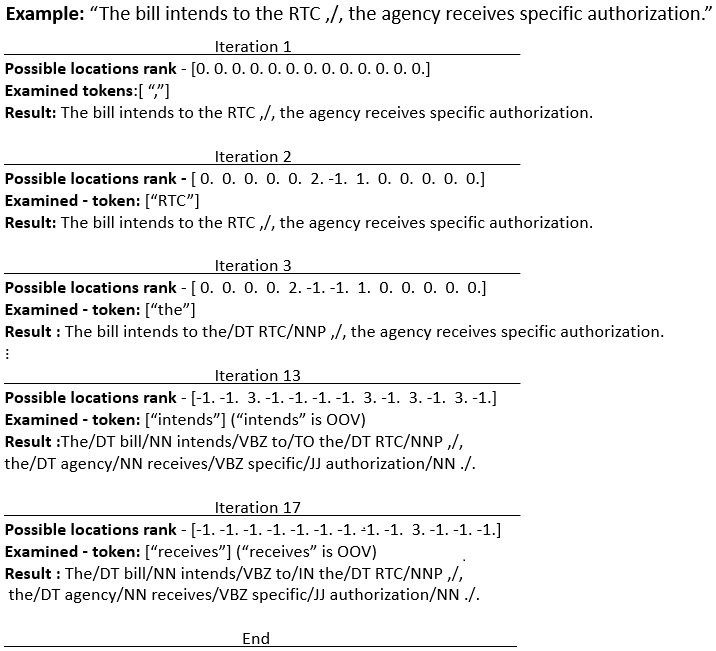 Example: “The bill intends to the RTC ,/, the agency receives specific authorization.”
Iteration 1
Possible locations rank - [0. 0. 0. 0. 0. 0. 0. 0. 0. 0. 0. 0. 0.]
Examined tokens:[ “,”]
Result: The bill intends to the RTC ,/, the agency receives specific authorization.
Iteration 2
Possible locations rank - [ 0. 0. 0. 0. 0. 2. -1. 1. 0. 0. 0. 0. 0.]
Examined - token: [“RTC”]
Result: The bill intends to the RTC ,/, the agency receives specific authorization.
Iteration 3
Possible locations rank - [ 0. 0. 0. 0. 2. -1. -1. 1. 0. 0. 0. 0. 0.]
Examined - token: [“the”]
Result : The bill intends to the/DT RTC/NNP ,/, the agency receives specific authorization.
⋮
Iteration 13
Possible locations rank - [-1. -1. 3. -1. -1. -1. -1. 3. -1. 3. -1. 3. -1.]
Examined - token: [“intends”] (“intends” is OOV)
Result :The/DT bill/NN intends/VBZ to/TO the/DT RTC/NNP ,/,
the/DT agency/NN receives/VBZ specific/JJ authorization/NN ./.
Iteration 17
Possible locations rank - [-1. -1. -1. -1. -1. -1. -1. -1. -1. 3. -1. -1. -1.]
Examined - token: [“receives”] (“receives” is OOV)
Result : The/DT bill/NN intends/VBZ to/IN the/DT RTC/NNP ,/,
the/DT agency/NN receives/VBZ specific/JJ authorization/NN ./.
End